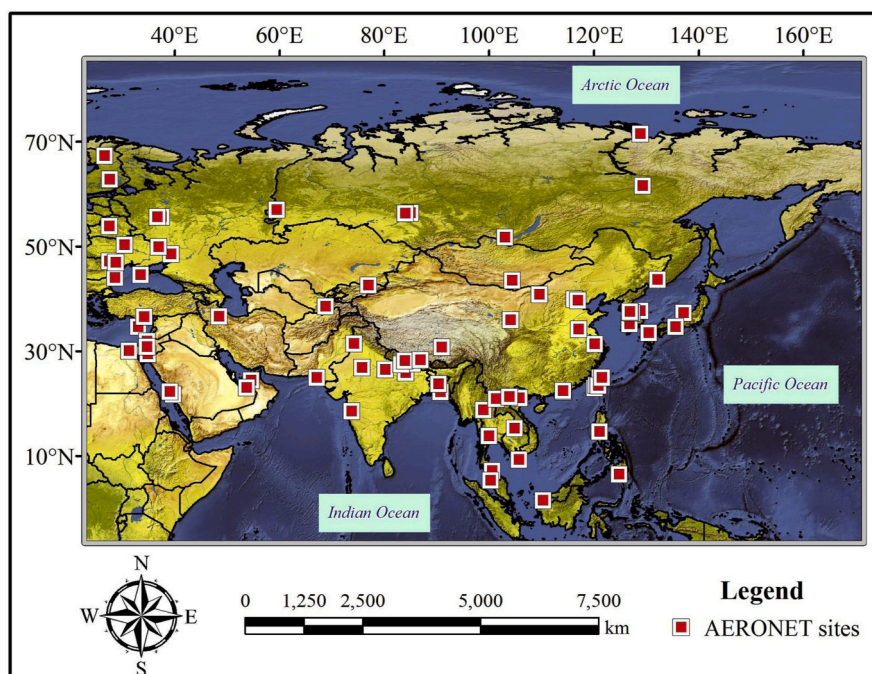 40°E 60°E 80°E 100°E 120°E 140°E 160°E
Arctic Ocean
70°N
50°N
30°N
Pacific Ocean
10°N
Indian Ocean
N
W E
S
0 1,250 2,500 5,000 7,500
km
Legend
AERONET sites